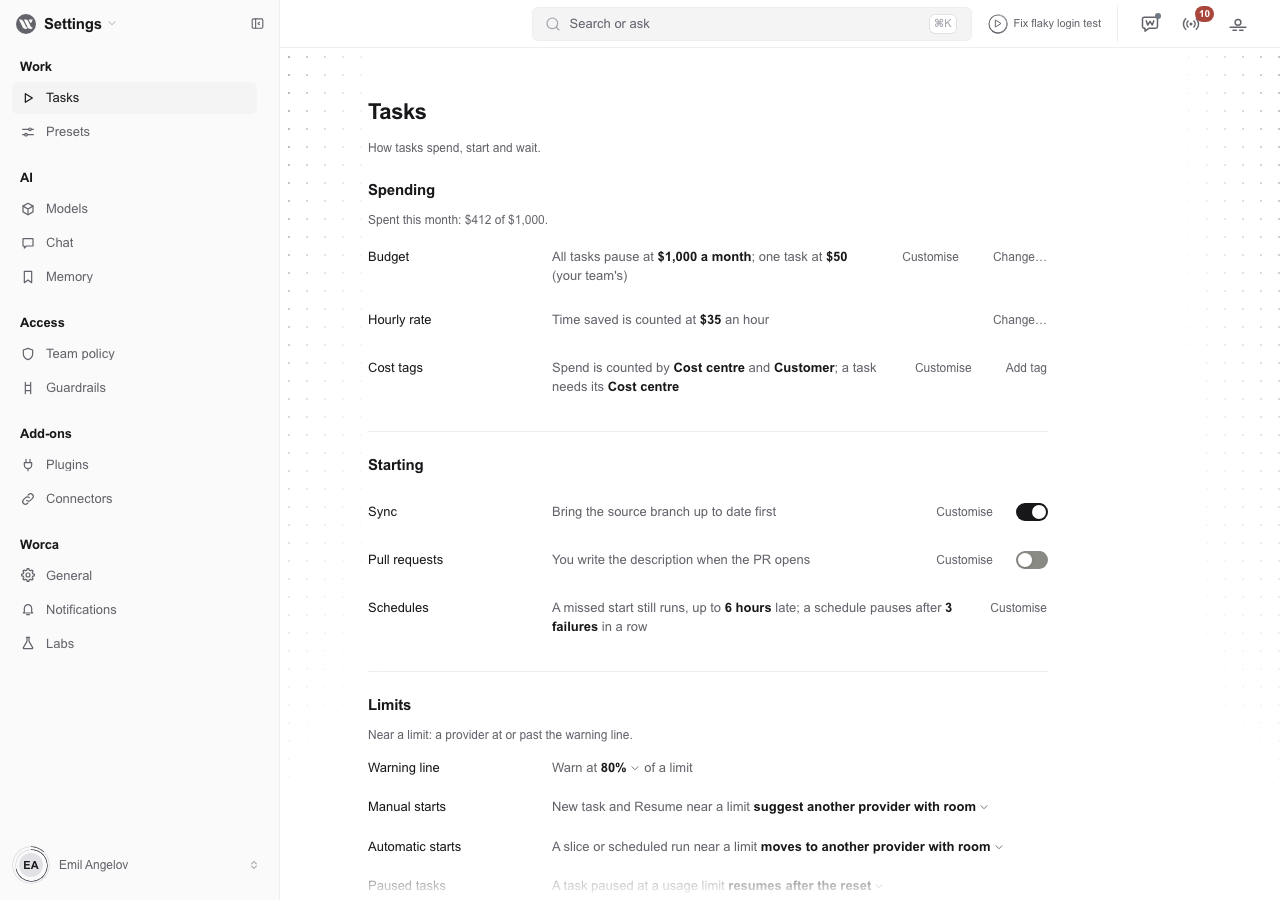 Settings
Search or ask
⌘K
Fix flaky login test
10
Work
Tasks
Presets
AI
Models
Chat
Memory
Access
Team policy
Guardrails
Add-ons
Plugins
Connectors
Worca
General
Notifications
Labs
EA
Emil Angelov
Tasks
How tasks spend, start and wait.
Spending
Spent this month: $412 of $1,000.
Budget
All tasks pause at $1,000 a month; one task at $50
(your team's)
Customise
Change…
Hourly rate
Time saved is counted at $35 an hour
Change…
Cost tags
Spend is counted by Cost centre and Customer; a task
needs its Cost centre
Customise
Add tag
Starting
Sync
Bring the source branch up to date first
Customise
Pull requests
You write the description when the PR opens
Customise
Schedules
A missed start still runs, up to 6 hours late; a schedule pauses after 3
failures in a row
Customise
Limits
Near a limit: a provider at or past the warning line.
Warning line
Warn at 80% of a limit
Manual starts
New task and Resume near a limit suggest another provider with room
Automatic starts
A slice or scheduled run near a limit moves to another provider with room
Paused tasks
A task paused at a usage limit resumes after the reset